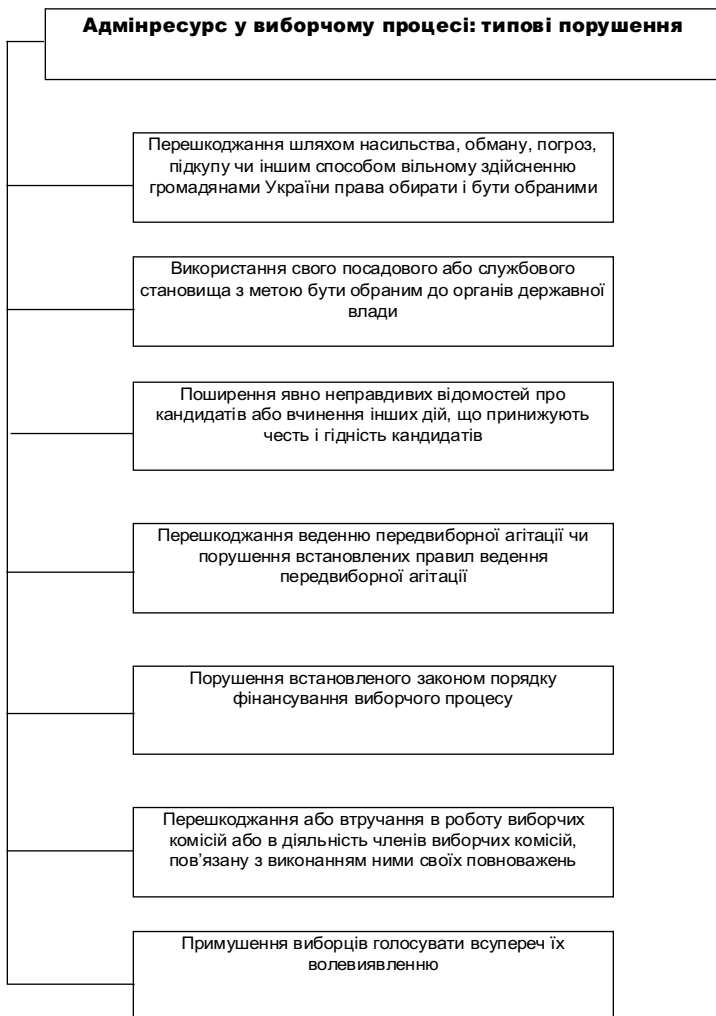 Адмінресурс у виборчому процесі: типові порушення
Перешкоджання шляхом насильства, обману, погроз,
підкупу чи іншим способом вільному здійсненню
громадянами України права обирати і бути обраними
Використання свого посадового або службового
становища з метою бути обраним до органів державної
влади
Поширення явно неправдивих відомостей про
кандидатів або вчинення інших дій, що принижують
честь і гідність кандидатів
Перешкоджання веденню передвиборної агітації чи
порушення встановлених правил ведення
передвиборної агітації
Порушення встановленого законом порядку
фінансування виборчого процесу
Перешкоджання або втручання в роботу виборчих
комісій або в діяльність членів виборчих комісій,
пов’язану з виконанням ними своїх повноважень
Примушення виборців голосувати всупереч їх
волевиявленню